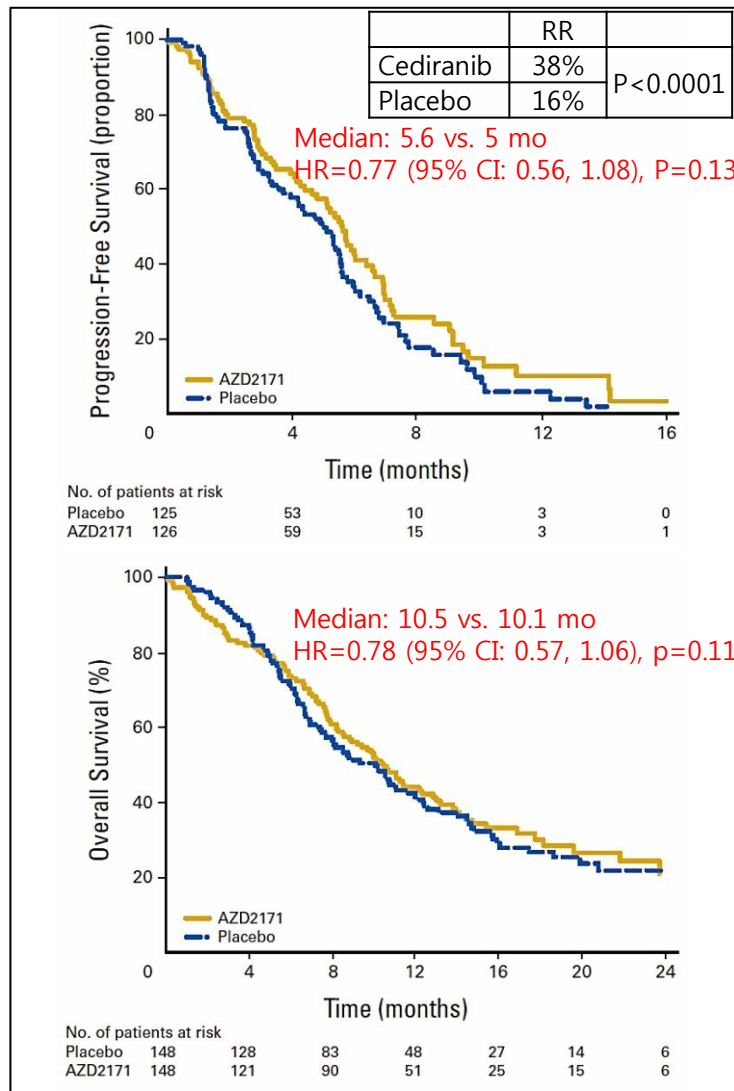 RR
Cediranib 38% P<0.0001
Placebo 16%
Median: 5.6 vs. 5 mo
HR=0.77 (95% CI: 0.56, 1.08), P=0.13
Progression-Free Survival (proportion)
100
80
60
40
20
AZD2171
Placebo
0 4 8 12 16
Time (months)
No. of patients at risk
Placebo 125 53 10 3 0
AZD2171 126 59 15 3 1
Median: 10.5 vs. 10.1 mo
HR=0.78 (95% CI: 0.57, 1.06), p=0.11
Overall Survival (%)
100
80
60
40
20
AZD2171
Placebo
0 4 8 12 16 20 24
Time (months)
No. of patients at risk
Placebo 148 128 83 48 27 14 6
AZD2171 148 121 90 51 25 15 6